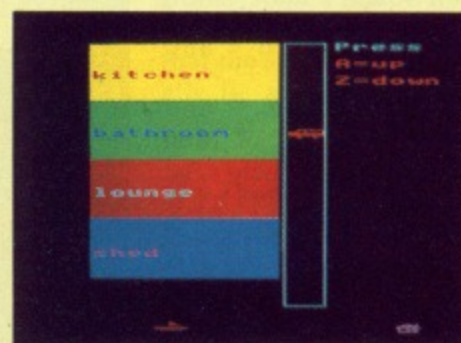 kitchen
bathroom
lounge
shed
Press
A=up
Z=down